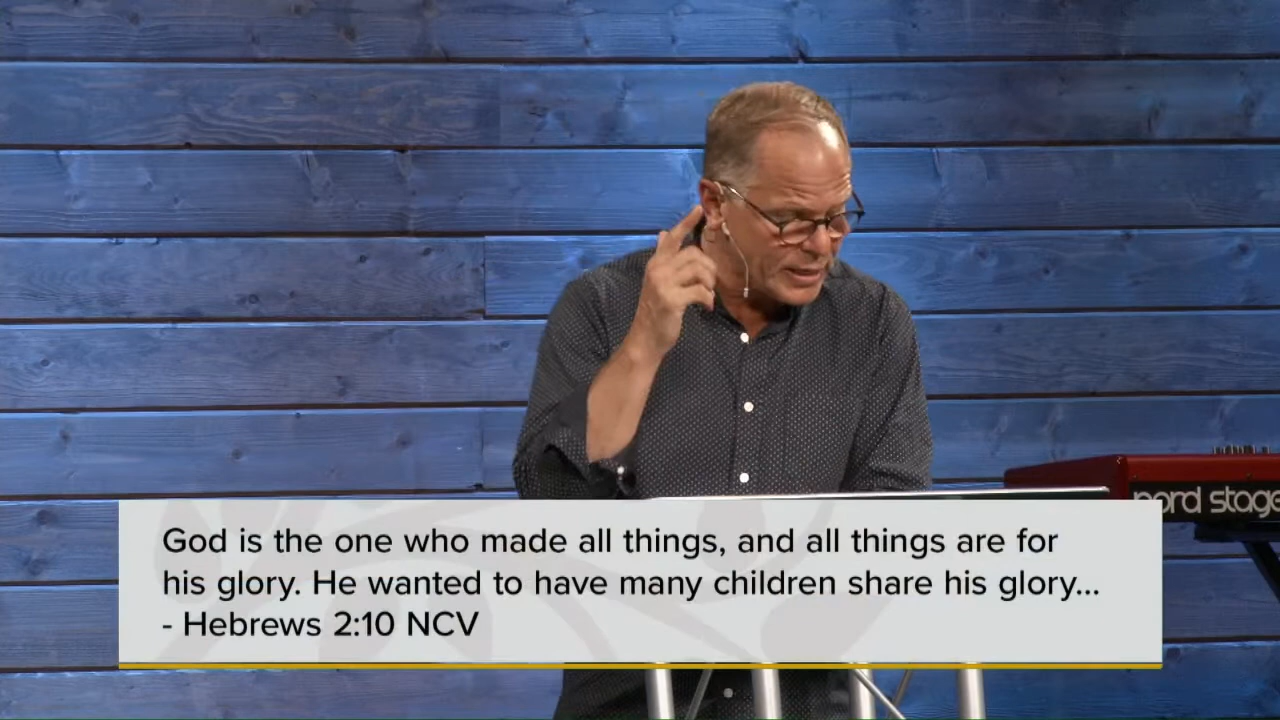 God is the one who made all things, and all things are for
his glory. He wanted to have many children share his glory...
- Hebrews 2:10 NCV
nord stage